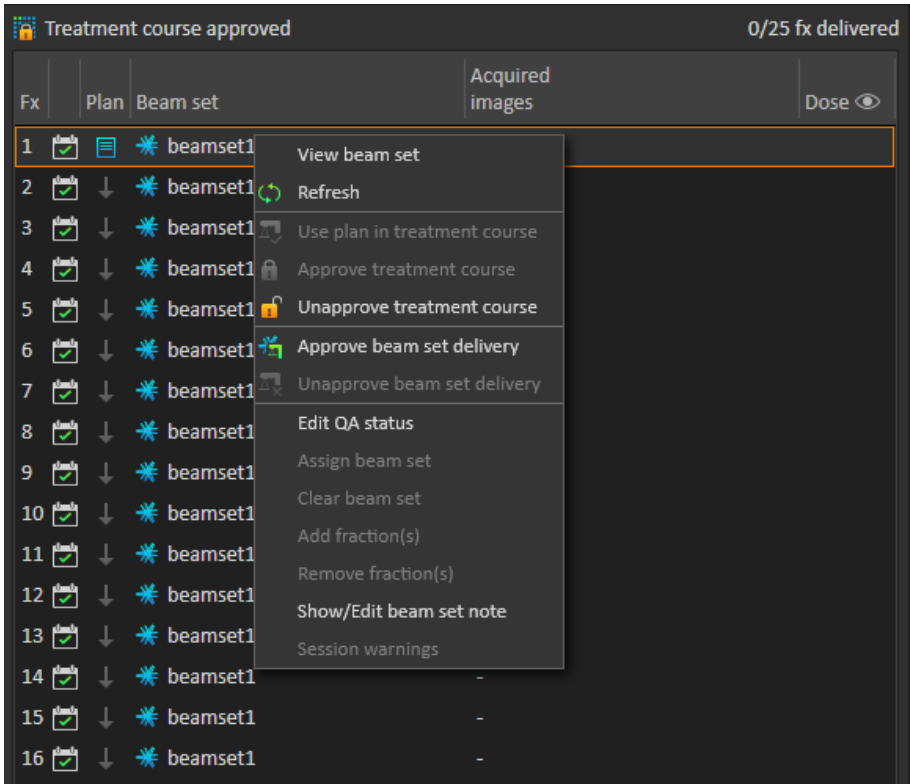 Treatment course approved 0/25 fx delivered
Fx Plan Beam set Acquired images Dose
1 beamset1
2 beamset1
3 beamset1
4 beamset1
5 beamset1
6 beamset1
7 beamset1
8 beamset1
9 beamset1
10 beamset1
11 beamset1
12 beamset1
13 beamset1
14 beamset1 -
15 beamset1 -
16 beamset1 -
View beam set
Refresh
Use plan in treatment course
Approve treatment course
Unapprove treatment course
Approve beam set delivery
Unapprove beam set delivery
Edit QA status
Assign beam set
Clear beam set
Add fraction(s)
Remove fraction(s)
Show/Edit beam set note
Session warnings